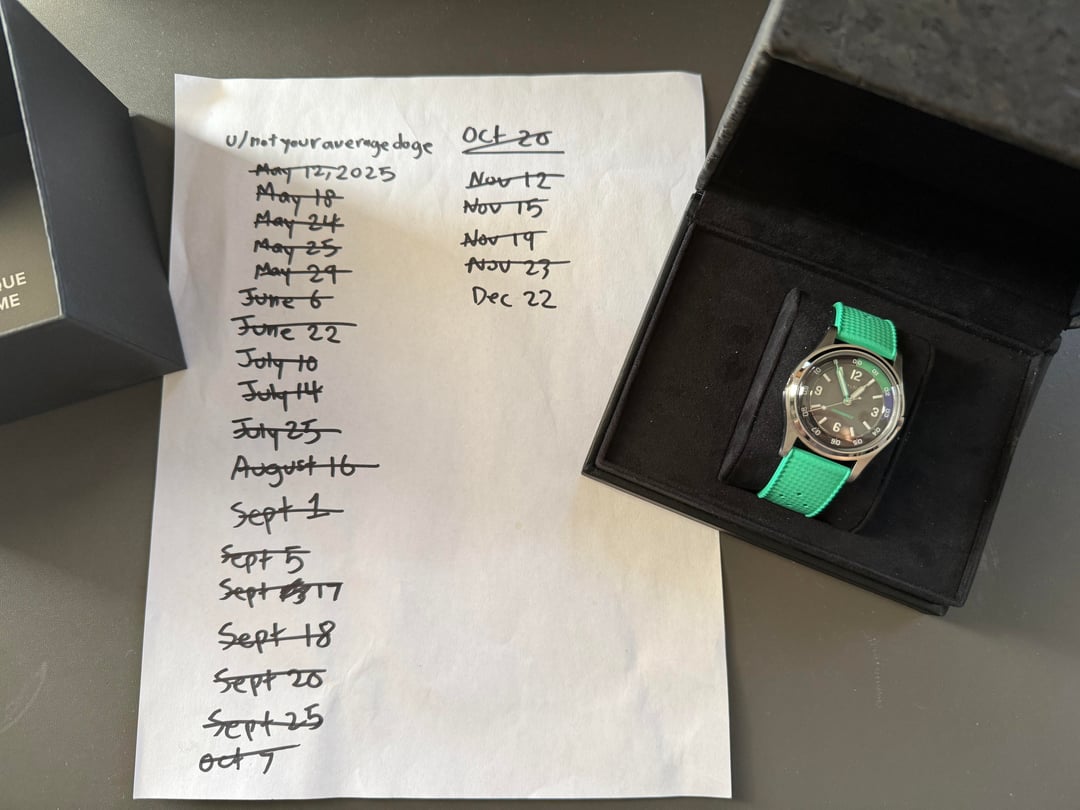 u/notyouraveragedoge
May 12, 2025
May 18
May 24
May 25
May 29
June 6
June 22
July 10
July 14
July 25
August 16
Sept 1
Sept 5
Sept 17
Sept 18
Sept 20
Sept 25
Oct 7
Oct 20
Nov 12
Nov 15
Nov 19
Nov 23
Dec 22
QUE
ME
12
3
6
9